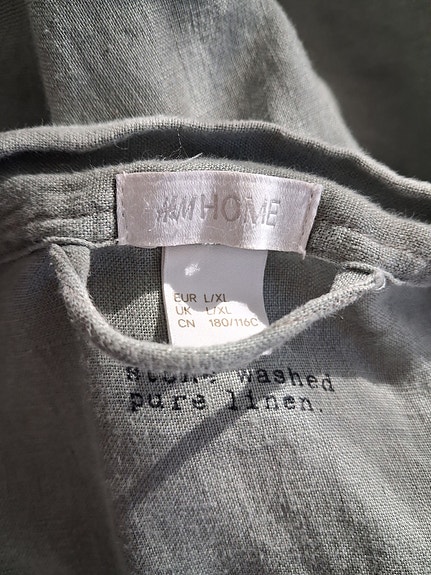 H&M HOME
EUR L/XL
UK L/XL
CN 180/116C
stone washed
pure linen.